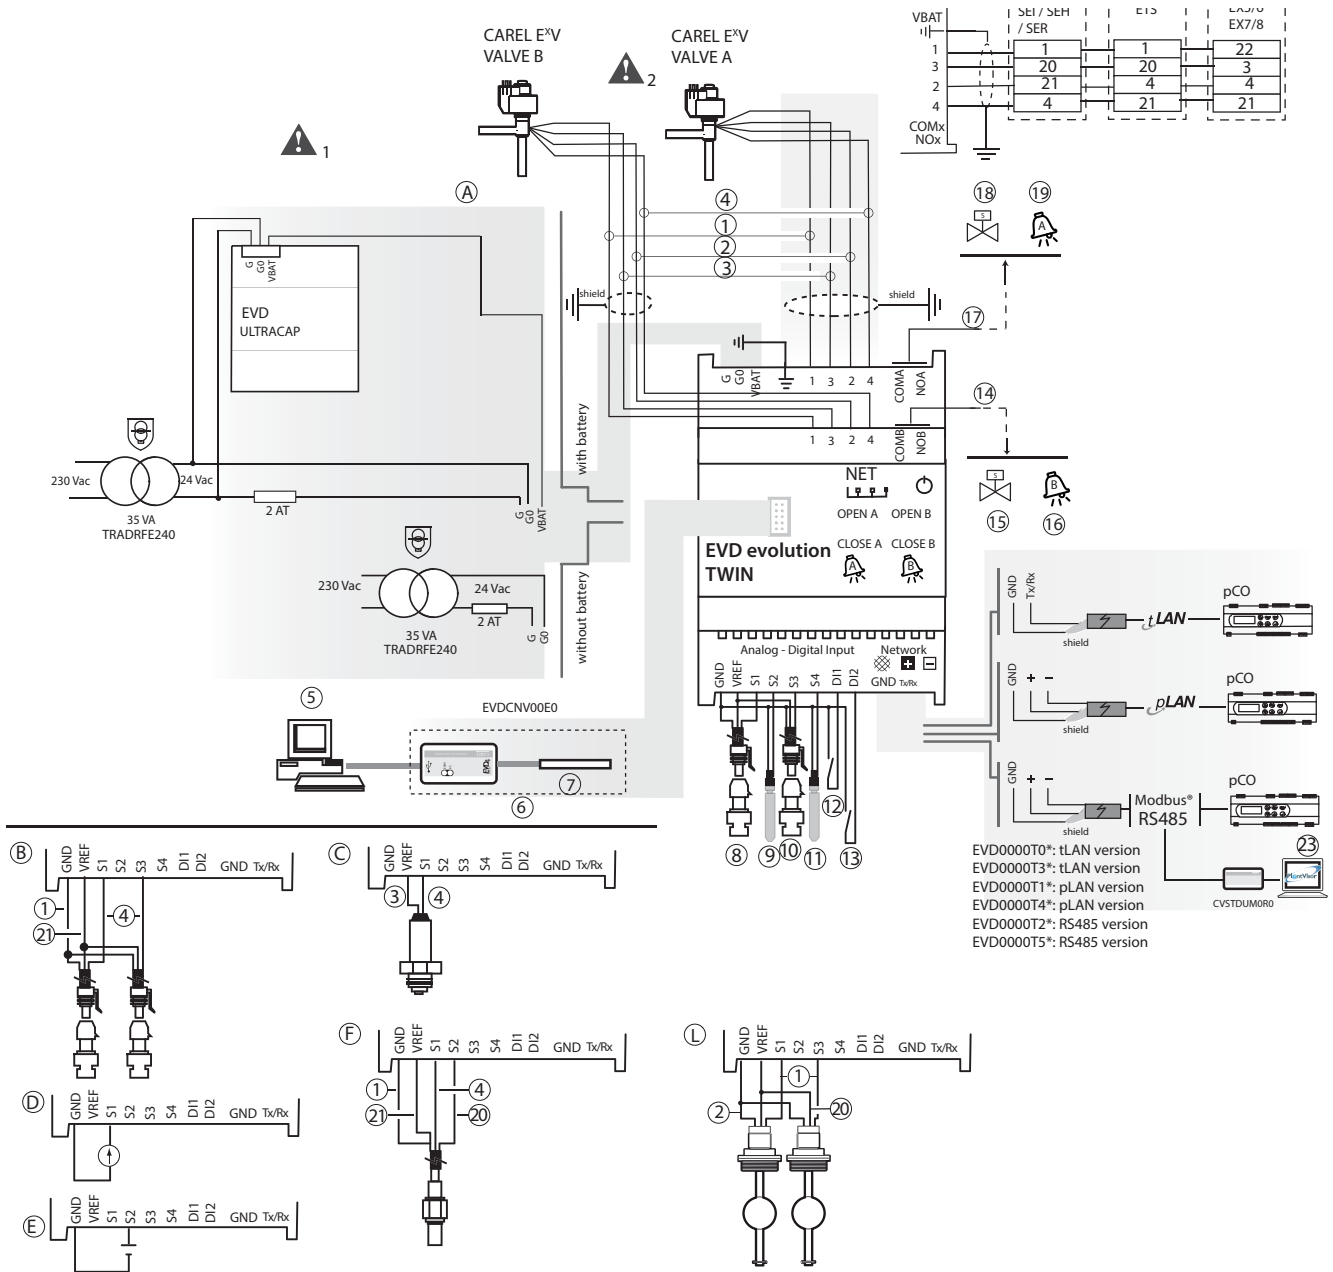 CAREL EXV
VALVE B
CAREL EXV
VALVE A
1
2
VBAT
1
3
2
4
COMx
NOx
SEI / SEH
/ SER
1
20
21
4
ETS
1
20
4
21
EX7/8
22
3
4
21
A
4
1
2
3
shield
shield
18
19
S
A
17
14
S
B
15
16
G
G0
VBAT
EVD
ULTRACAP
230 Vac
24 Vac
35 VA
TRADRFE240
2 AT
G
G0
VBAT
with battery
without battery
230 Vac
24 Vac
2 AT
35 VA
TRADRFE240
G
G0
G
G0
VBAT
1 3 2 4
COMA
NOA
1 3 2 4
COMB
NOB
NET
OPEN A OPEN B
EVD evolution
TWIN
CLOSE A CLOSE B
A
B
Analog - Digital Input Network
GND
VREF
S1
S2
S3
S4
DI1
DI2
GND Tx/Rx
5
EVDCNV00E0
6
7
8
9
10
11
12
13
GND
Tx/Rx
shield
tLAN
pCO
GND
+ -
shield
pLAN
pCO
GND
+ -
shield
Modbus®
RS485
pCO
23
PlantVisor
CVSTDUM0R0
EVD0000T0*: tLAN version
EVD0000T3*: tLAN version
EVD0000T1*: pLAN version
EVD0000T4*: pLAN version
EVD0000T2*: RS485 version
EVD0000T5*: RS485 version
B
GND
VREF
S1
S2
S3
S4
DI1
DI2
GND Tx/Rx
1
21
4
C
GND
VREF
S1
S2
S3
S4
DI1
DI2
GND Tx/Rx
3
4
D
GND
VREF
S1
S2
S3
S4
DI1
DI2
GND Tx/Rx
E
GND
VREF
S1
S2
S3
S4
DI1
DI2
GND Tx/Rx
F
GND
VREF
S1
S2
S3
S4
DI1
DI2
GND Tx/Rx
1
21
4
20
L
GND
VREF
S1
S2
S3
S4
DI1
DI2
GND Tx/Rx
1
2
20